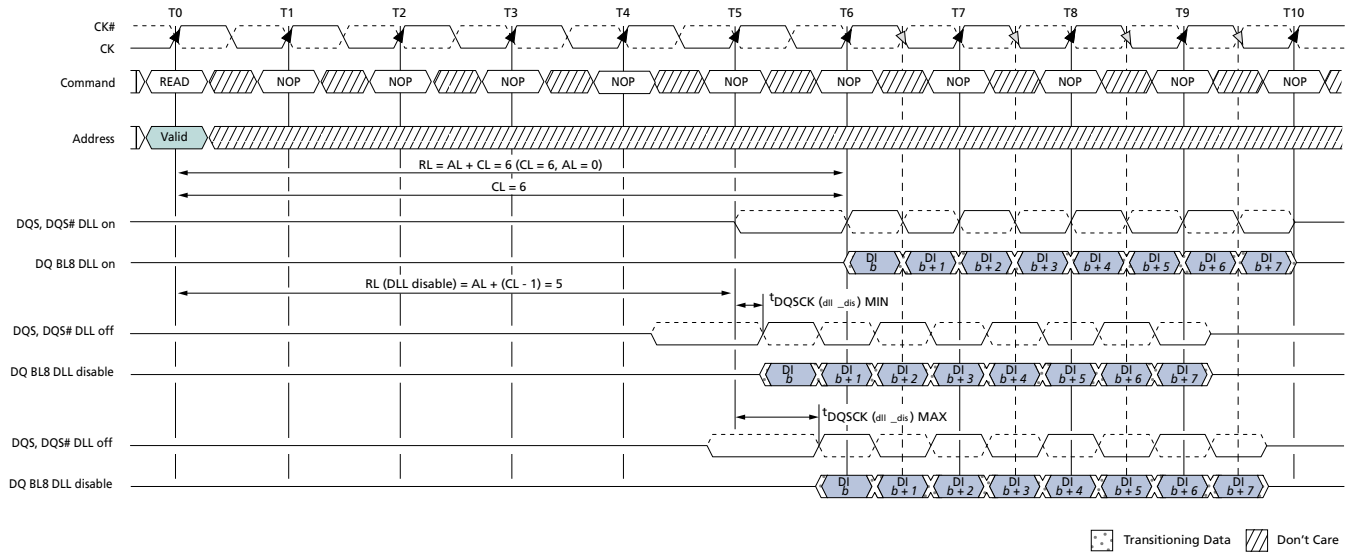 T0 T1 T2 T3 T4 T5 T6 T7 T8 T9 T10
CK#
CK
Command READ NOP NOP NOP NOP NOP NOP NOP NOP NOP NOP
Address Valid
RL = AL + CL = 6 (CL = 6, AL = 0)
CL = 6
DQS, DQS# DLL on
DQ BL8 DLL on DI b DI b + 1 DI b + 2 DI b + 3 DI b + 4 DI b + 5 DI b + 6 DI b + 7
RL (DLL disable) = AL + (CL - 1) = 5
tDQSCK (dll _dis) MIN
DQS, DQS# DLL off
DQ BL8 DLL disable DI b DI b + 1 DI b + 2 DI b + 3 DI b + 4 DI b + 5 DI b + 6 DI b + 7
tDQSCK (dll _dis) MAX
DQS, DQS# DLL off
DQ BL8 DLL disable DI b DI b + 1 DI b + 2 DI b + 3 DI b + 4 DI b + 5 DI b + 6 DI b + 7
Transitioning Data Don't Care